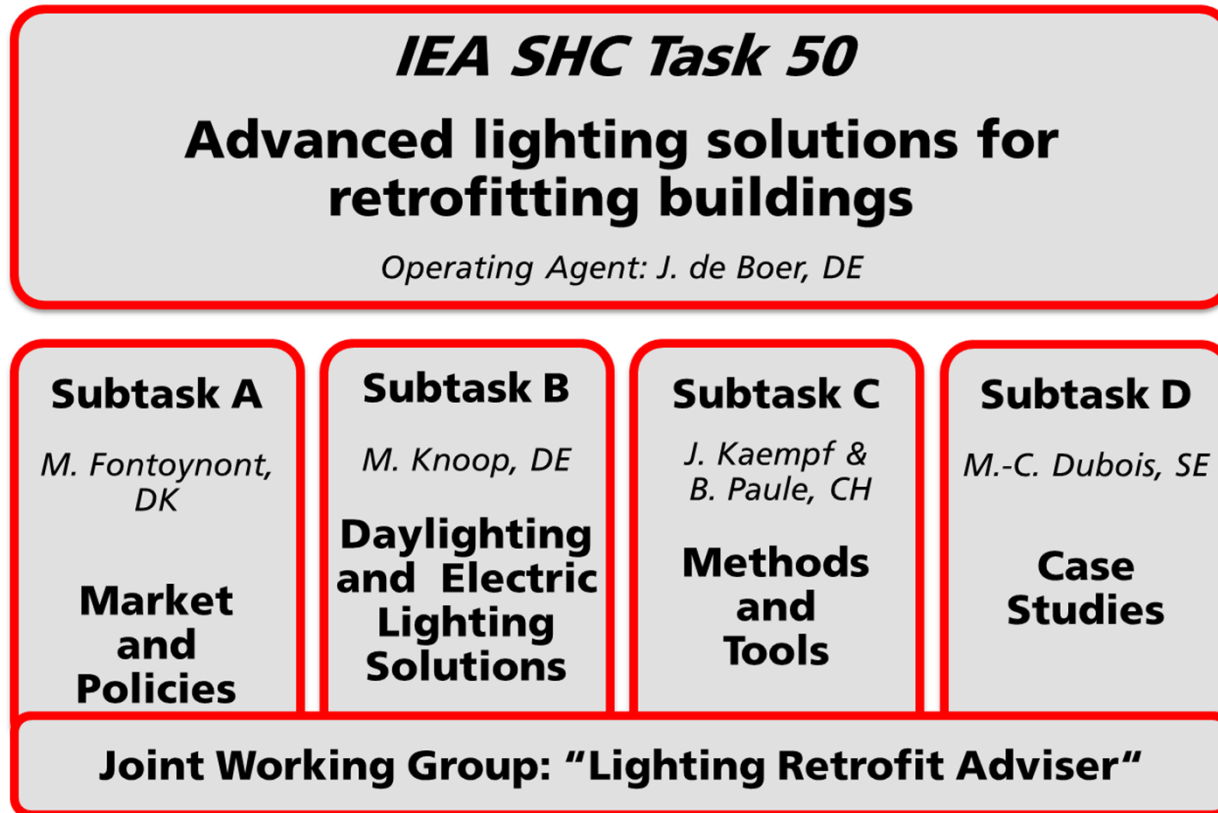 IEA SHC Task 50
Advanced lighting solutions for
retrofitting buildings
Operating Agent: J. de Boer, DE
Subtask A
M. Fontoynont,
DK
Market
and
Policies
Subtask B
M. Knoop, DE
Daylighting
and Electric
Lighting
Solutions
Subtask C
J. Kaempf &
B. Paule, CH
Methods
and
Tools
Subtask D
M.-C. Dubois, SE
Case
Studies
Joint Working Group: “Lighting Retrofit Adviser“